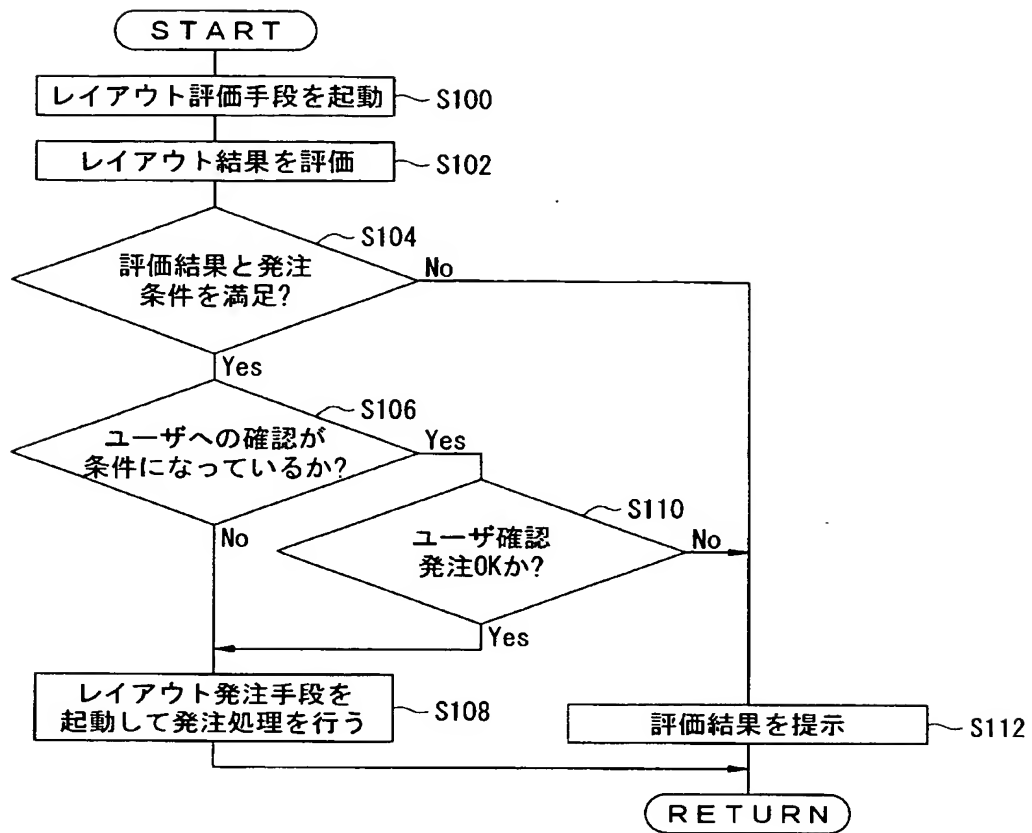 START
レイアウト評価手段を起動
S100
レイアウト結果を評価
S102
S104
評価結果と発注
条件を満足?
No
Yes
S106
ユーザへの確認が
条件になっているか?
Yes
No
S110
ユーザ確認
発注OKか?
No
Yes
レイアウト発注手段を
起動して発注処理を行う
S108
評価結果を提示
S112
RETURN